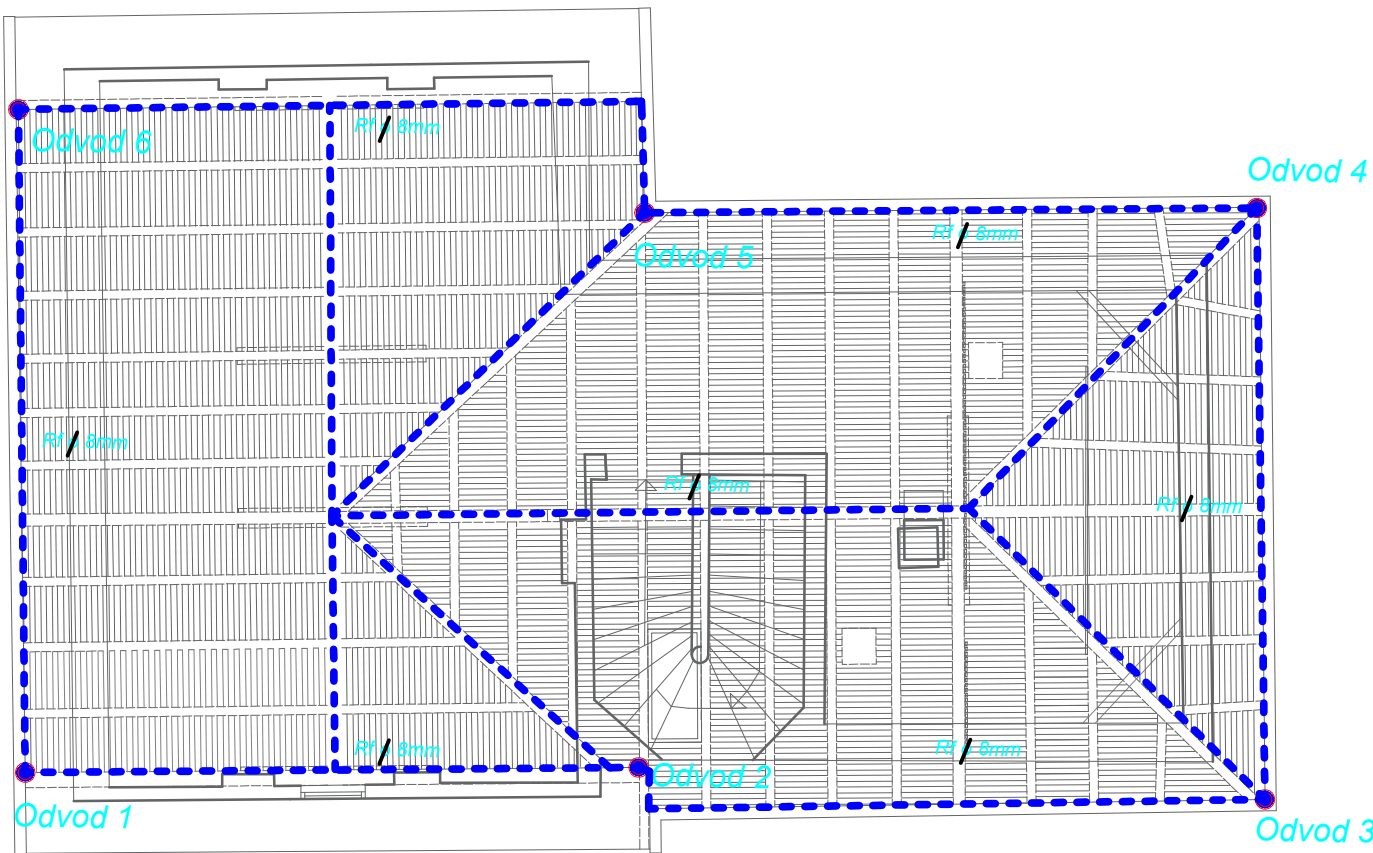 Rf ø 8mm
Odvod 6
Odvod 4
Rf ø 8mm
Odvod 5
Rf ø 8mm
Rf ø 8mm
Rf ø 8mm
Rf ø 8mm
Rf ø 8mm
Odvod 2
Odvod 1
Odvod 3